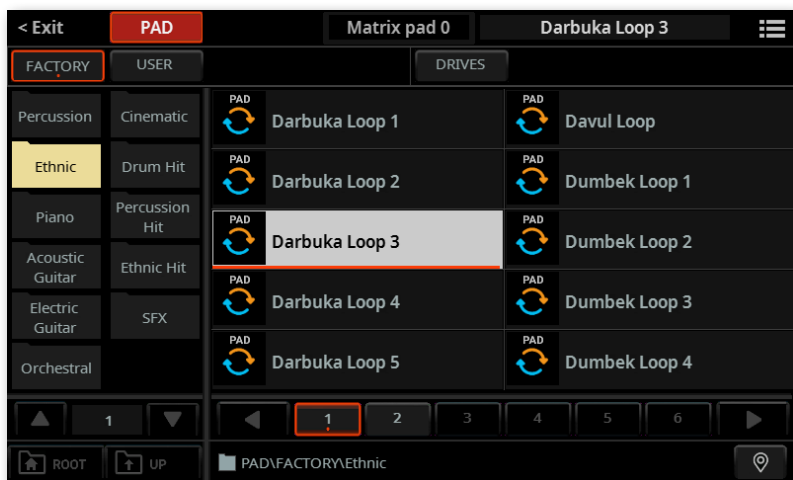 < Exit PAD Matrix pad 0 Darbuka Loop 3
FACTORY USER DRIVES
Percussion Cinematic
Ethnic Drum Hit
Piano Percussion Hit
Acoustic Guitar Ethnic Hit
Electric Guitar SFX
Orchestral
PAD Darbuka Loop 1 PAD Davul Loop
PAD Darbuka Loop 2 PAD Dumbek Loop 1
PAD Darbuka Loop 3 PAD Dumbek Loop 2
PAD Darbuka Loop 4 PAD Dumbek Loop 3
PAD Darbuka Loop 5 PAD Dumbek Loop 4
1 1 2 3 4 5 6
ROOT UP PAD\FACTORY\Ethnic